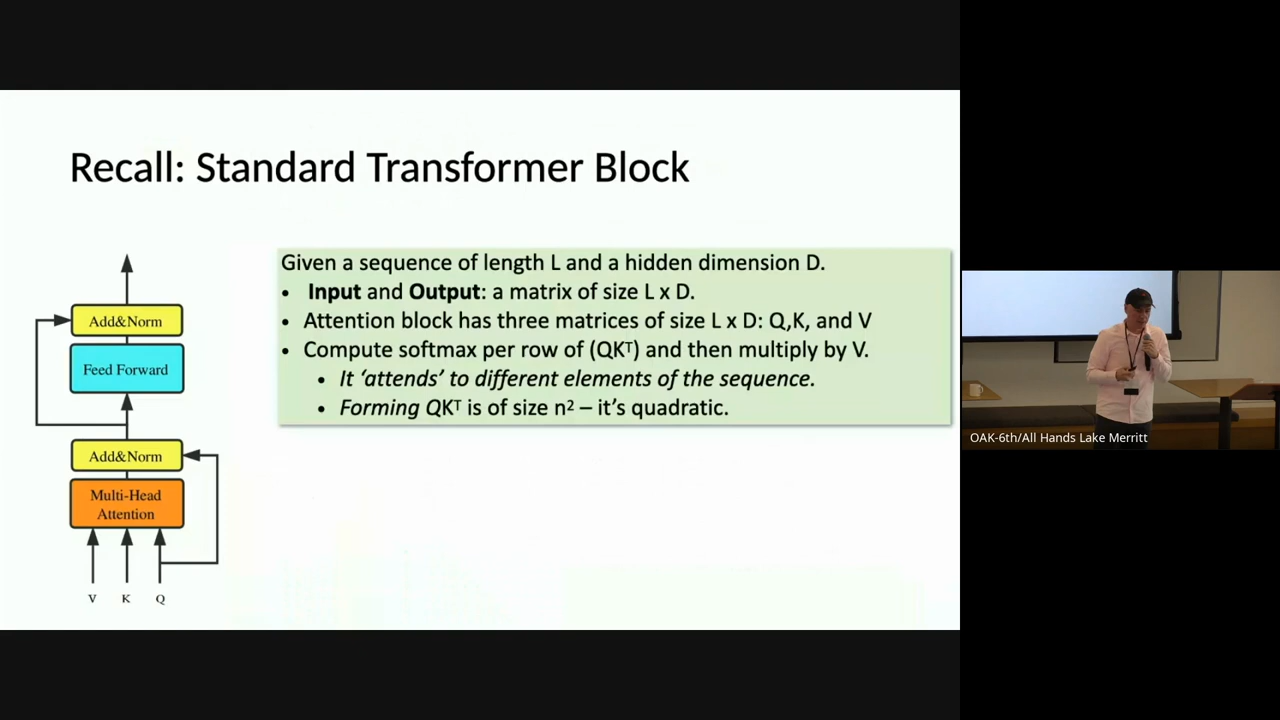 Recall: Standard Transformer Block
Given a sequence of length L and a hidden dimension D.
• Input and Output: a matrix of size L x D.
• Attention block has three matrices of size L x D: Q,K, and V
• Compute softmax per row of (QKᵀ) and then multiply by V.
• It ‘attends’ to different elements of the sequence.
• Forming QKᵀ is of size n² – it’s quadratic.
Add&Norm
Feed Forward
Add&Norm
Multi-Head
Attention
V K Q
OAK-6th/All Hands Lake Merritt